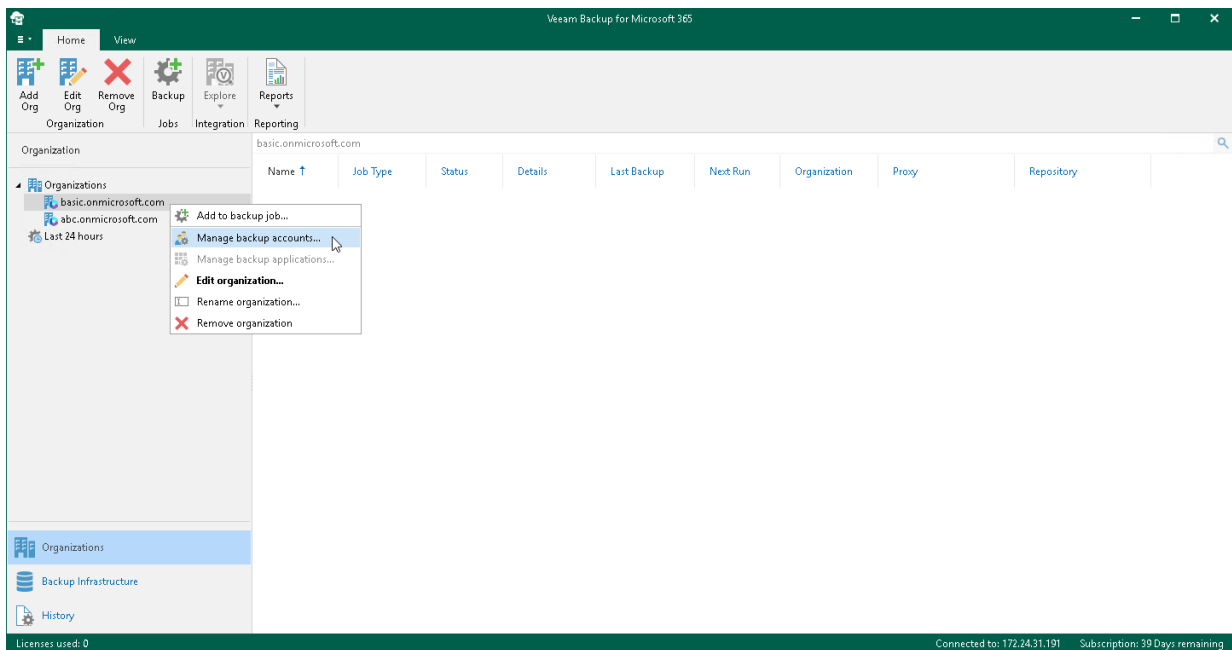 Veeam Backup for Microsoft 365
Home View
Add Org Edit Org Remove Org Backup Explore Reports
Organization Jobs Integration Reporting
Organization
basic.onmicrosoft.com
Name Job Type Status Details Last Backup Next Run Organization Proxy Repository
Organizations
basic.onmicrosoft.com
abc.onmicrosoft.com
Last 24 hours
Add to backup job...
Manage backup accounts...
Manage backup applications...
Edit organization...
Rename organization...
Remove organization
Organizations
Backup Infrastructure
History
Licenses used: 0 Connected to: 172.24.31.191 Subscription: 39 Days remaining